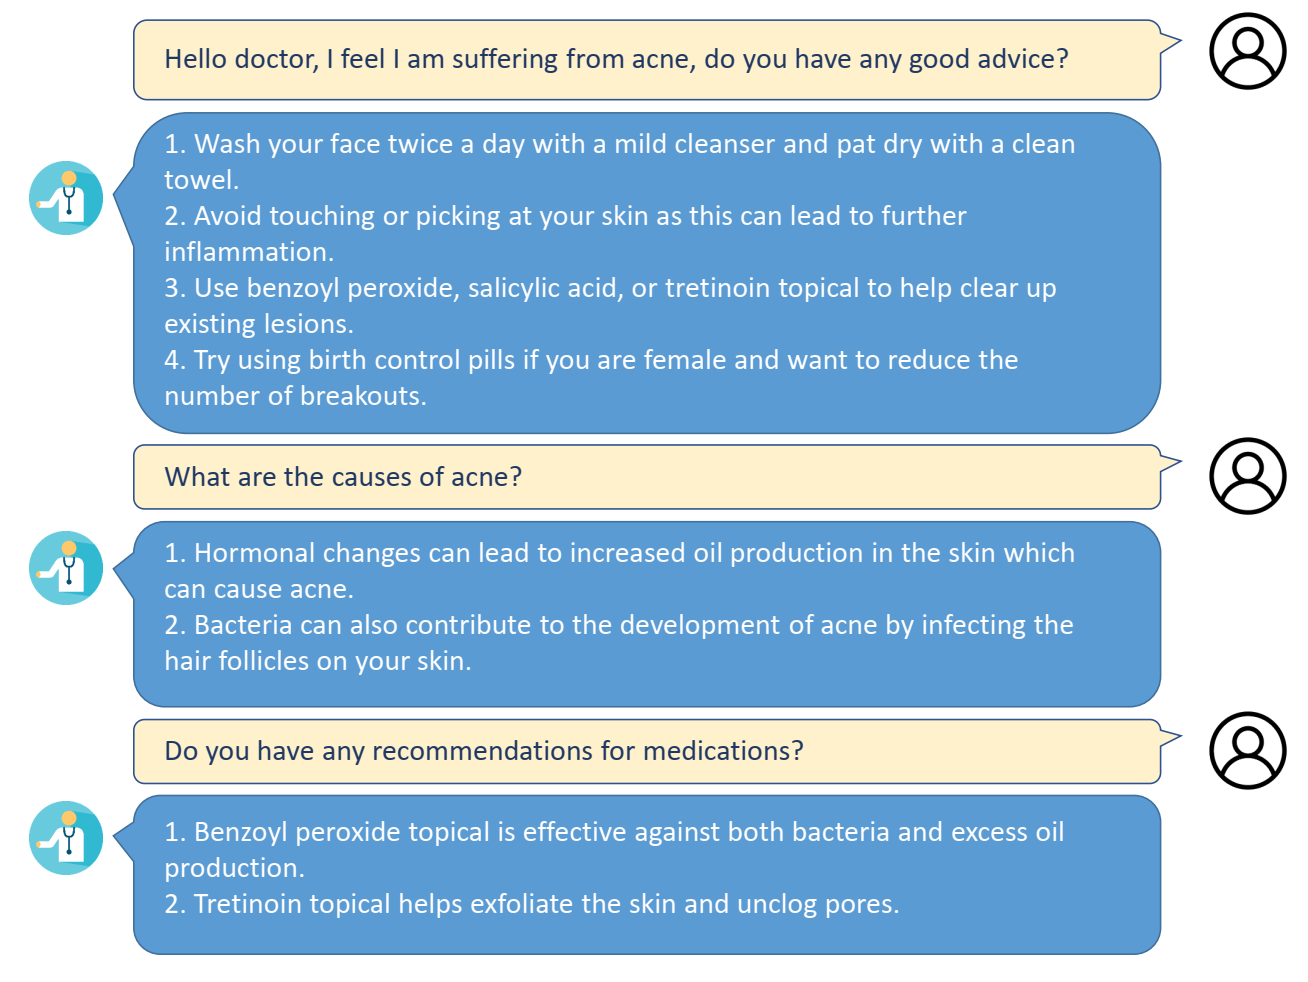 Hello doctor, I feel I am suffering from acne, do you have any good advice?
1. Wash your face twice a day with a mild cleanser and pat dry with a clean
towel.
2. Avoid touching or picking at your skin as this can lead to further
inflammation.
3. Use benzoyl peroxide, salicylic acid, or tretinoin topical to help clear up
existing lesions.
4. Try using birth control pills if you are female and want to reduce the
number of breakouts.
What are the causes of acne?
1. Hormonal changes can lead to increased oil production in the skin which
can cause acne.
2. Bacteria can also contribute to the development of acne by infecting the
hair follicles on your skin.
Do you have any recommendations for medications?
1. Benzoyl peroxide topical is effective against both bacteria and excess oil
production.
2. Tretinoin topical helps exfoliate the skin and unclog pores.